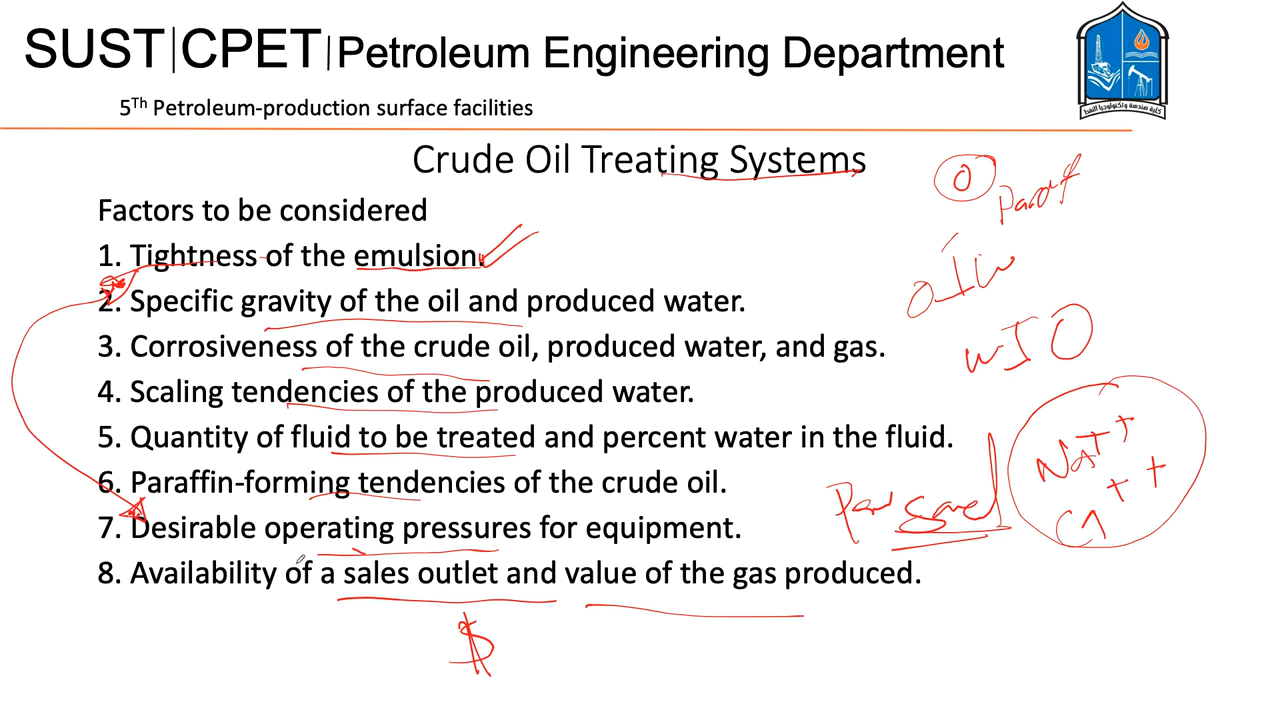 SUST|CPET|Petroleum Engineering Department
5Th Petroleum-production surface facilities
كلية هندسة وتكنولوجيا النفط
Crude Oil Treating Systems
Factors to be considered
1. Tightness of the emulsion.
2. Specific gravity of the oil and produced water.
3. Corrosiveness of the crude oil, produced water, and gas.
4. Scaling tendencies of the produced water.
5. Quantity of fluid to be treated and percent water in the fluid.
6. Paraffin-forming tendencies of the crude oil.
7. Desirable operating pressures for equipment.
8. Availability of a sales outlet and value of the gas produced.
O
O I W
W I O
$